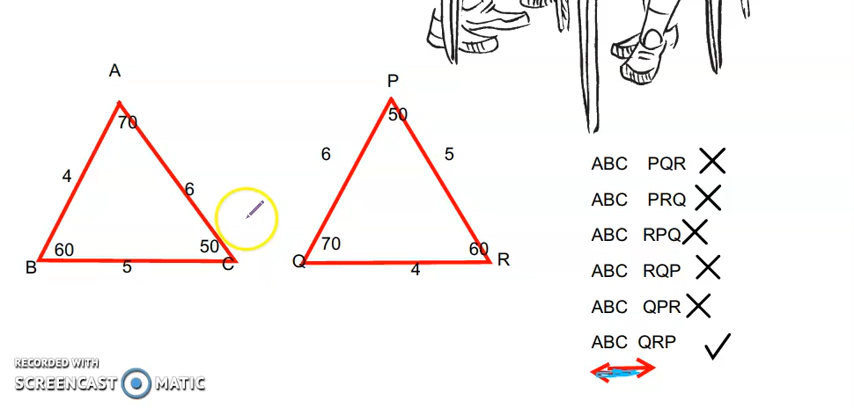 A
70
4
6
60
50
B
5
C
P
50
6
5
70
60
Q
4
R
ABC PQR
ABC PRQ
ABC RPQ
ABC RQP
ABC QPR
ABC QRP
RECORDED WITH
SCREENCAST MATIC